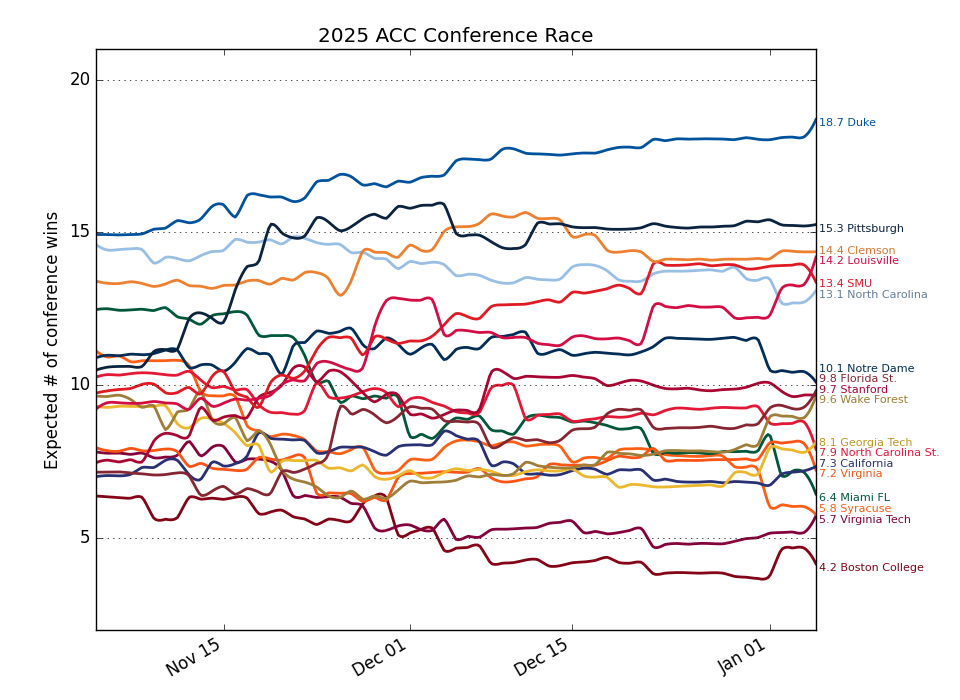 2025 ACC Conference Race
Expected # of conference wins
20
15
10
5
18.7 Duke
15.3 Pittsburgh
14.4 Clemson
14.2 Louisville
13.4 SMU
13.1 North Carolina
10.1 Notre Dame
9.8 Florida St.
9.7 Stanford
9.6 Wake Forest
8.1 Georgia Tech
7.9 North Carolina St.
7.3 California
7.2 Virginia
6.4 Miami FL
5.8 Syracuse
5.7 Virginia Tech
4.2 Boston College
Nov 15
Dec 01
Dec 15
Jan 01